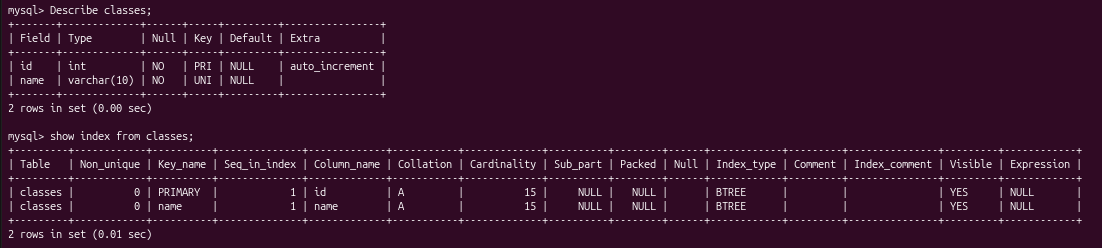 mysql> Describe classes;
+-------+-------------+------+-----+---------+----------------+
| Field | Type        | Null | Key | Default | Extra          |
+-------+-------------+------+-----+---------+----------------+
| id    | int         | NO   | PRI | NULL    | auto_increment |
| name  | varchar(10) | NO   | UNI | NULL    |                |
+-------+-------------+------+-----+---------+----------------+
2 rows in set (0.00 sec)

mysql> show index from classes;
+---------+------------+----------+--------------+-------------+-----------+-------------+----------+--------+------+------------+---------+---------------+---------+------------+
| Table   | Non_unique | Key_name | Seq_in_index | Column_name | Collation | Cardinality | Sub_part | Packed | Null | Index_type | Comment | Index_comment | Visible | Expression |
+---------+------------+----------+--------------+-------------+-----------+-------------+----------+--------+------+------------+---------+---------------+---------+------------+
| classes |          0 | PRIMARY  |            1 | id          | A         |          15 |     NULL |   NULL |      | BTREE      |         |               | YES     | NULL       |
| classes |          0 | name     |            1 | name        | A         |          15 |     NULL |   NULL |      | BTREE      |         |               | YES     | NULL       |
+---------+------------+----------+--------------+-------------+-----------+-------------+----------+--------+------+------------+---------+---------------+---------+------------+
2 rows in set (0.01 sec)